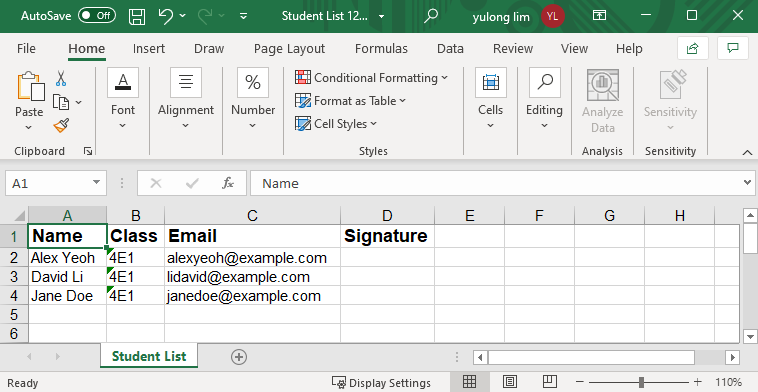 AutoSave Off Student List 12... yulong lim YL
File Home Insert Draw Page Layout Formulas Data Review View Help
Paste Font Alignment Number Conditional Formatting Cells Editing Analyze Data Sensitivity
Format as Table
Cell Styles
Clipboard Styles Analysis Sensitivity
A1 fx Name
A B C D E F G H
1 Name Class Email Signature
2 Alex Yeoh 4E1 alexyeoh@example.com
3 David Li 4E1 lidavid@example.com
4 Jane Doe 4E1 janedoe@example.com
5
6
Student List
Display Settings 110%